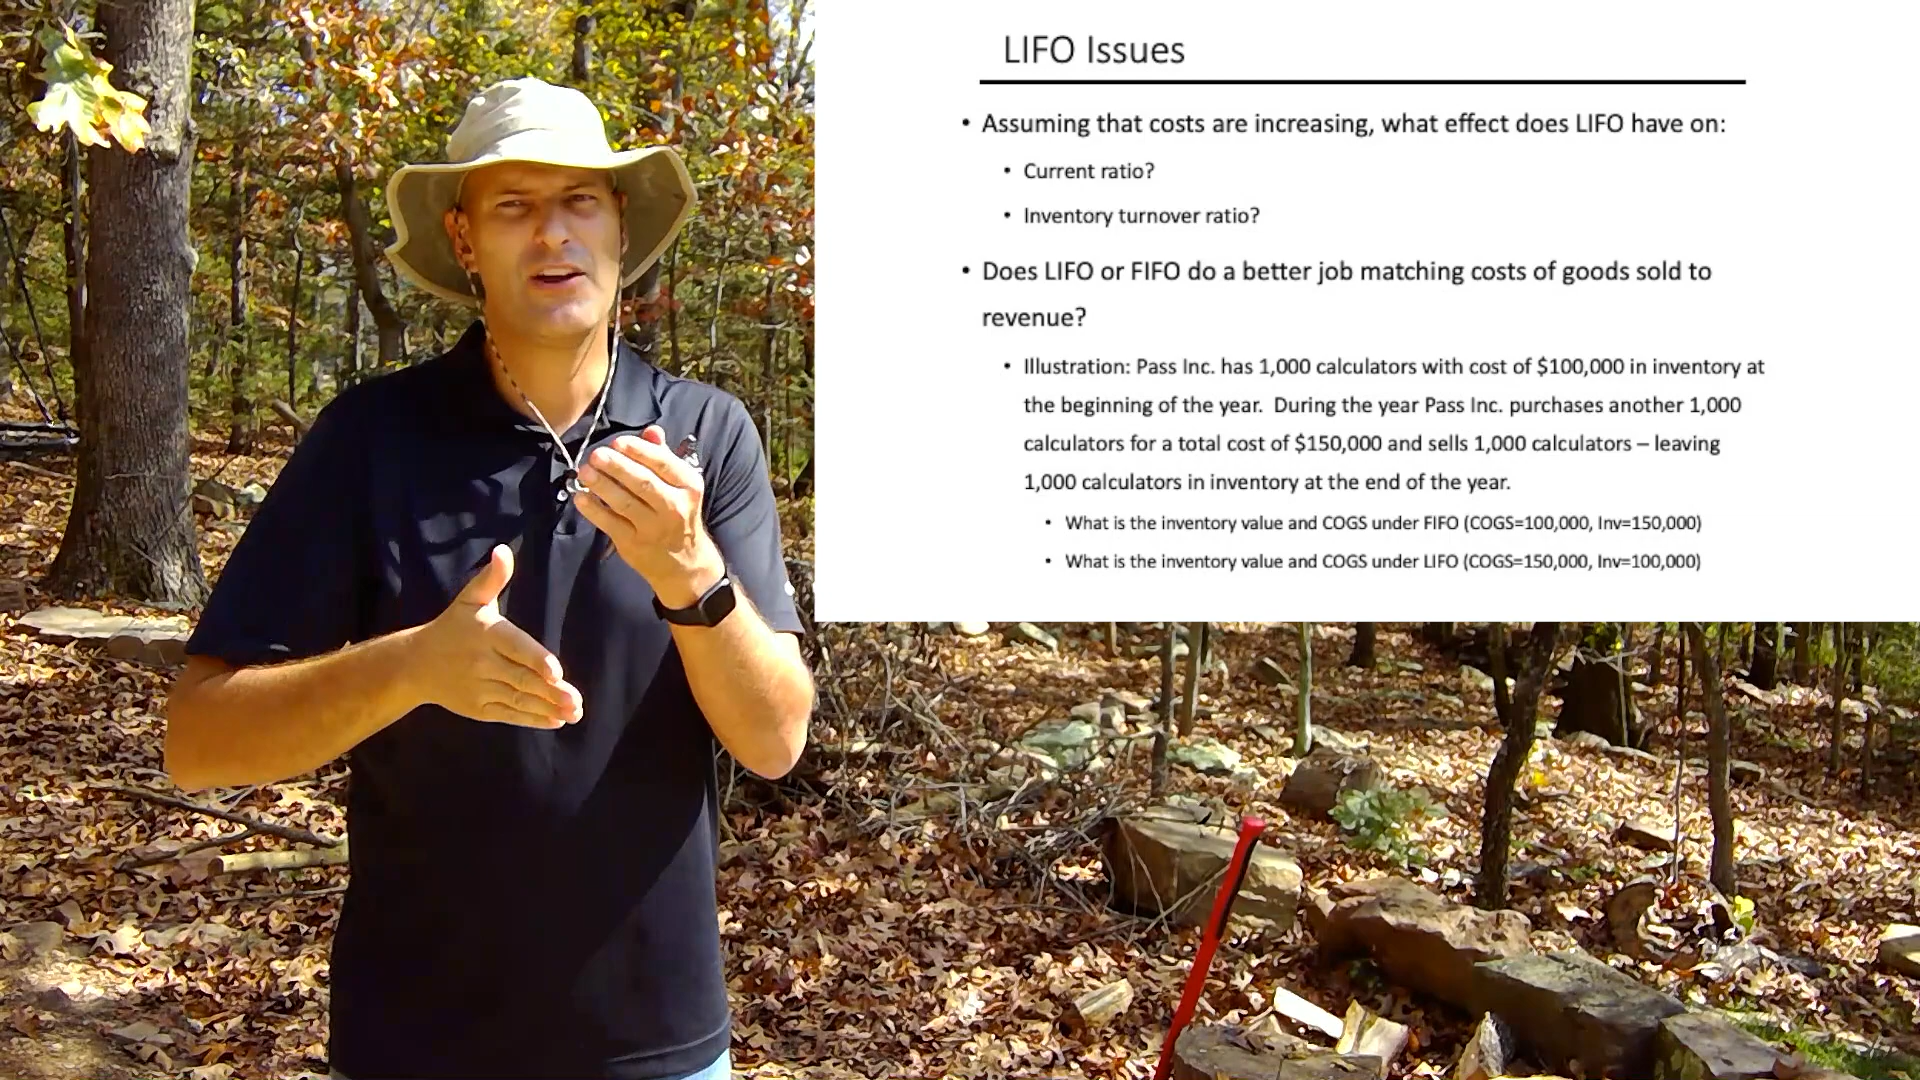 LIFO Issues
• Assuming that costs are increasing, what effect does LIFO have on:
• Current ratio?
• Inventory turnover ratio?
• Does LIFO or FIFO do a better job matching costs of goods sold to
revenue?
• Illustration: Pass Inc. has 1,000 calculators with cost of $100,000 in inventory at
the beginning of the year. During the year Pass Inc. purchases another 1,000
calculators for a total cost of $150,000 and sells 1,000 calculators – leaving
1,000 calculators in inventory at the end of the year.
• What is the inventory value and COGS under FIFO (COGS=100,000, Inv=150,000)
• What is the inventory value and COGS under LIFO (COGS=150,000, Inv=100,000)